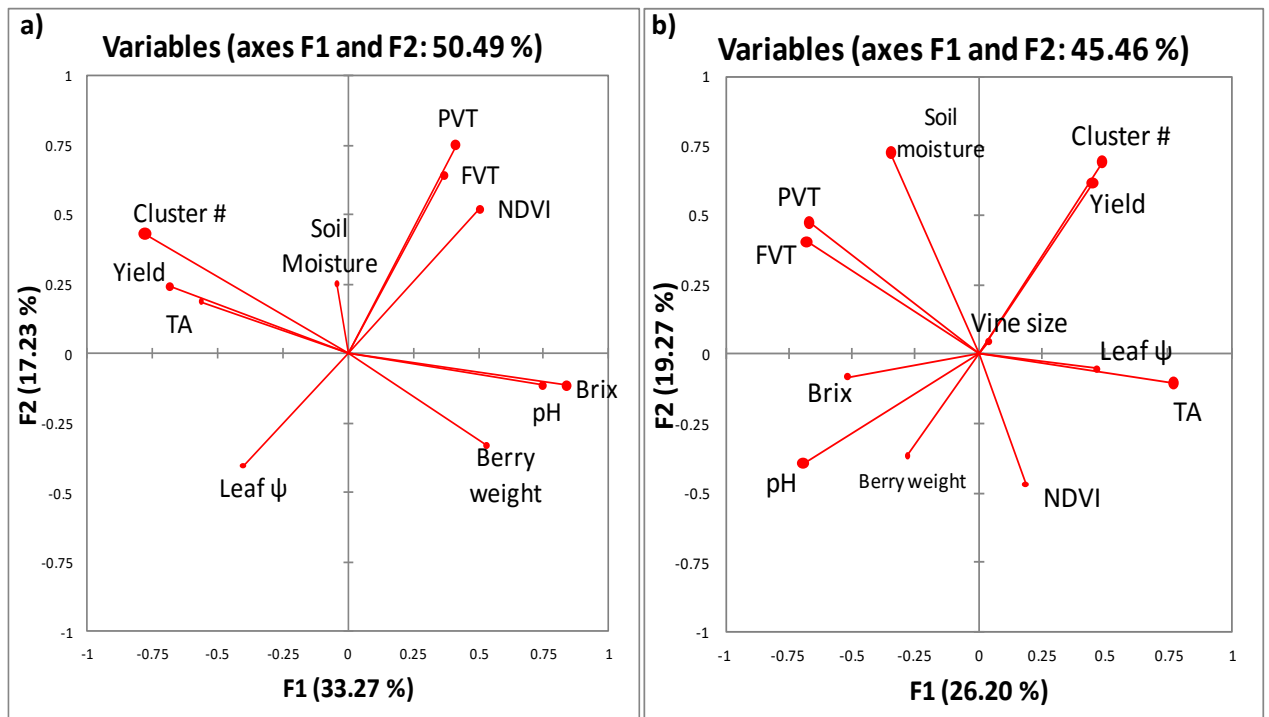 a)
Variables (axes F1 and F2: 50.49 %)
1
0.75
0.5
0.25
0
-0.25
-0.5
-0.75
-1
F2 (17.23 %)
PVT
FVT
NDVI
Cluster #
Soil
Moisture
Yield
TA
Brix
pH
Berry
weight
Leaf ψ
-1
-0.75
-0.5
-0.25
0
0.25
0.5
0.75
1
F1 (33.27 %)
b)
Variables (axes F1 and F2: 45.46 %)
1
0.75
0.5
0.25
0
-0.25
-0.5
-0.75
-1
F2 (19.27 %)
Soil
moisture
Cluster #
PVT
Yield
FVT
Vine size
Leaf ψ
Brix
TA
pH
Berry weight
NDVI
-1
-0.75
-0.5
-0.25
0
0.25
0.5
0.75
1
F1 (26.20 %)